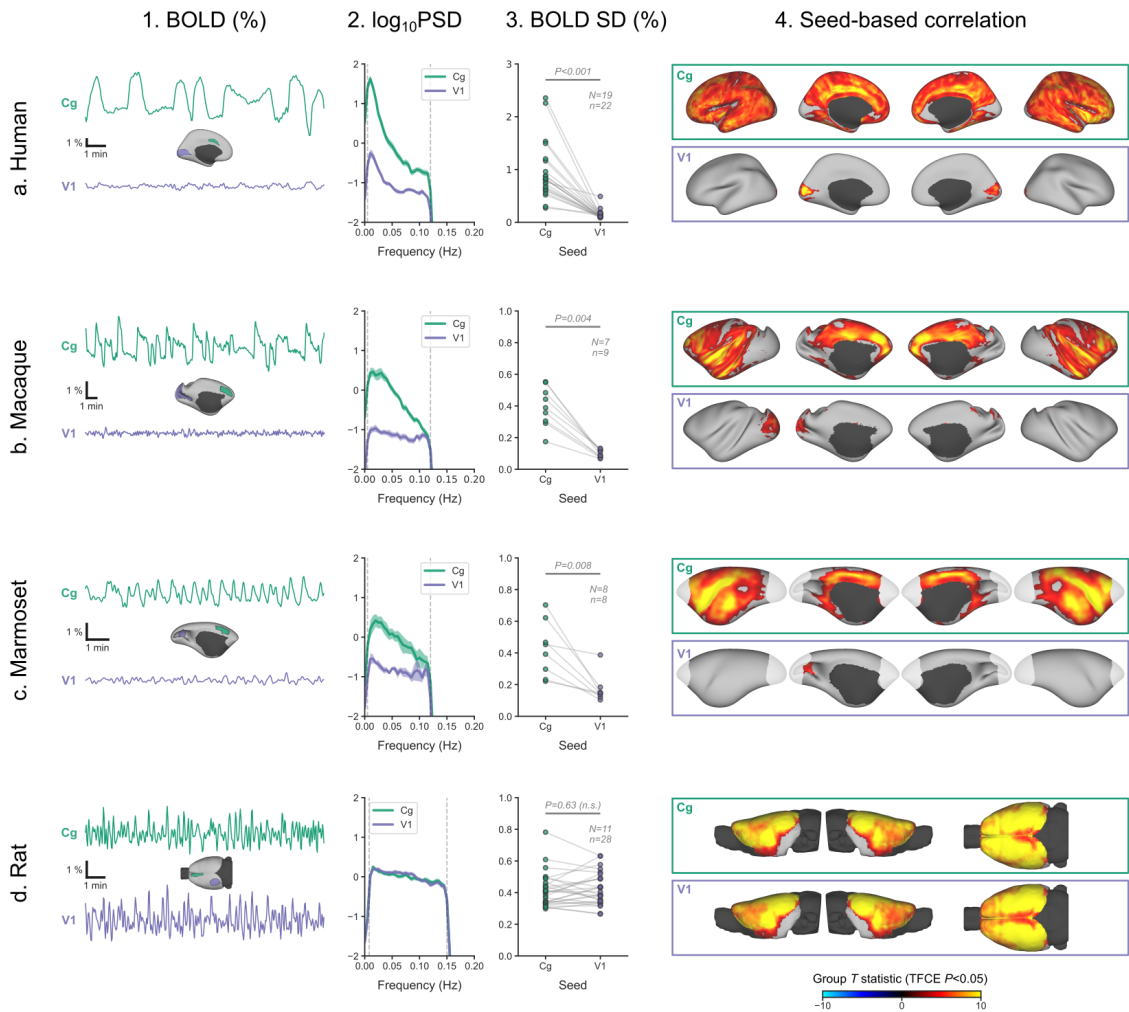 1. BOLD (%)
2. log₁₀PSD
3. BOLD SD (%)
4. Seed-based correlation
a. Human
Cg
1 %
1 min
V1
2
1
0
−1
−2
0.00 0.05 0.10 0.15 0.20
Frequency (Hz)
Cg
V1
3
2
1
0
P<0.001
N=19
n=22
Cg V1
Seed
Cg
V1
b. Macaque
Cg
1 %
1 min
V1
2
1
0
−1
−2
0.00 0.05 0.10 0.15 0.20
Frequency (Hz)
Cg
V1
1.0
0.8
0.6
0.4
0.2
0.0
P=0.004
N=7
n=9
Cg V1
Seed
Cg
V1
c. Marmoset
Cg
1 %
1 min
V1
2
1
0
−1
−2
0.00 0.05 0.10 0.15 0.20
Frequency (Hz)
Cg
V1
1.0
0.8
0.6
0.4
0.2
0.0
P=0.008
N=8
n=8
Cg V1
Seed
Cg
V1
d. Rat
Cg
1 %
1 min
V1
2
1
0
−1
−2
0.00 0.05 0.10 0.15 0.20
Frequency (Hz)
Cg
V1
1.0
0.8
0.6
0.4
0.2
0.0
P=0.63 (n.s.)
N=11
n=28
Cg V1
Seed
Cg
V1
Group T statistic (TFCE P<0.05)
−10 0 10